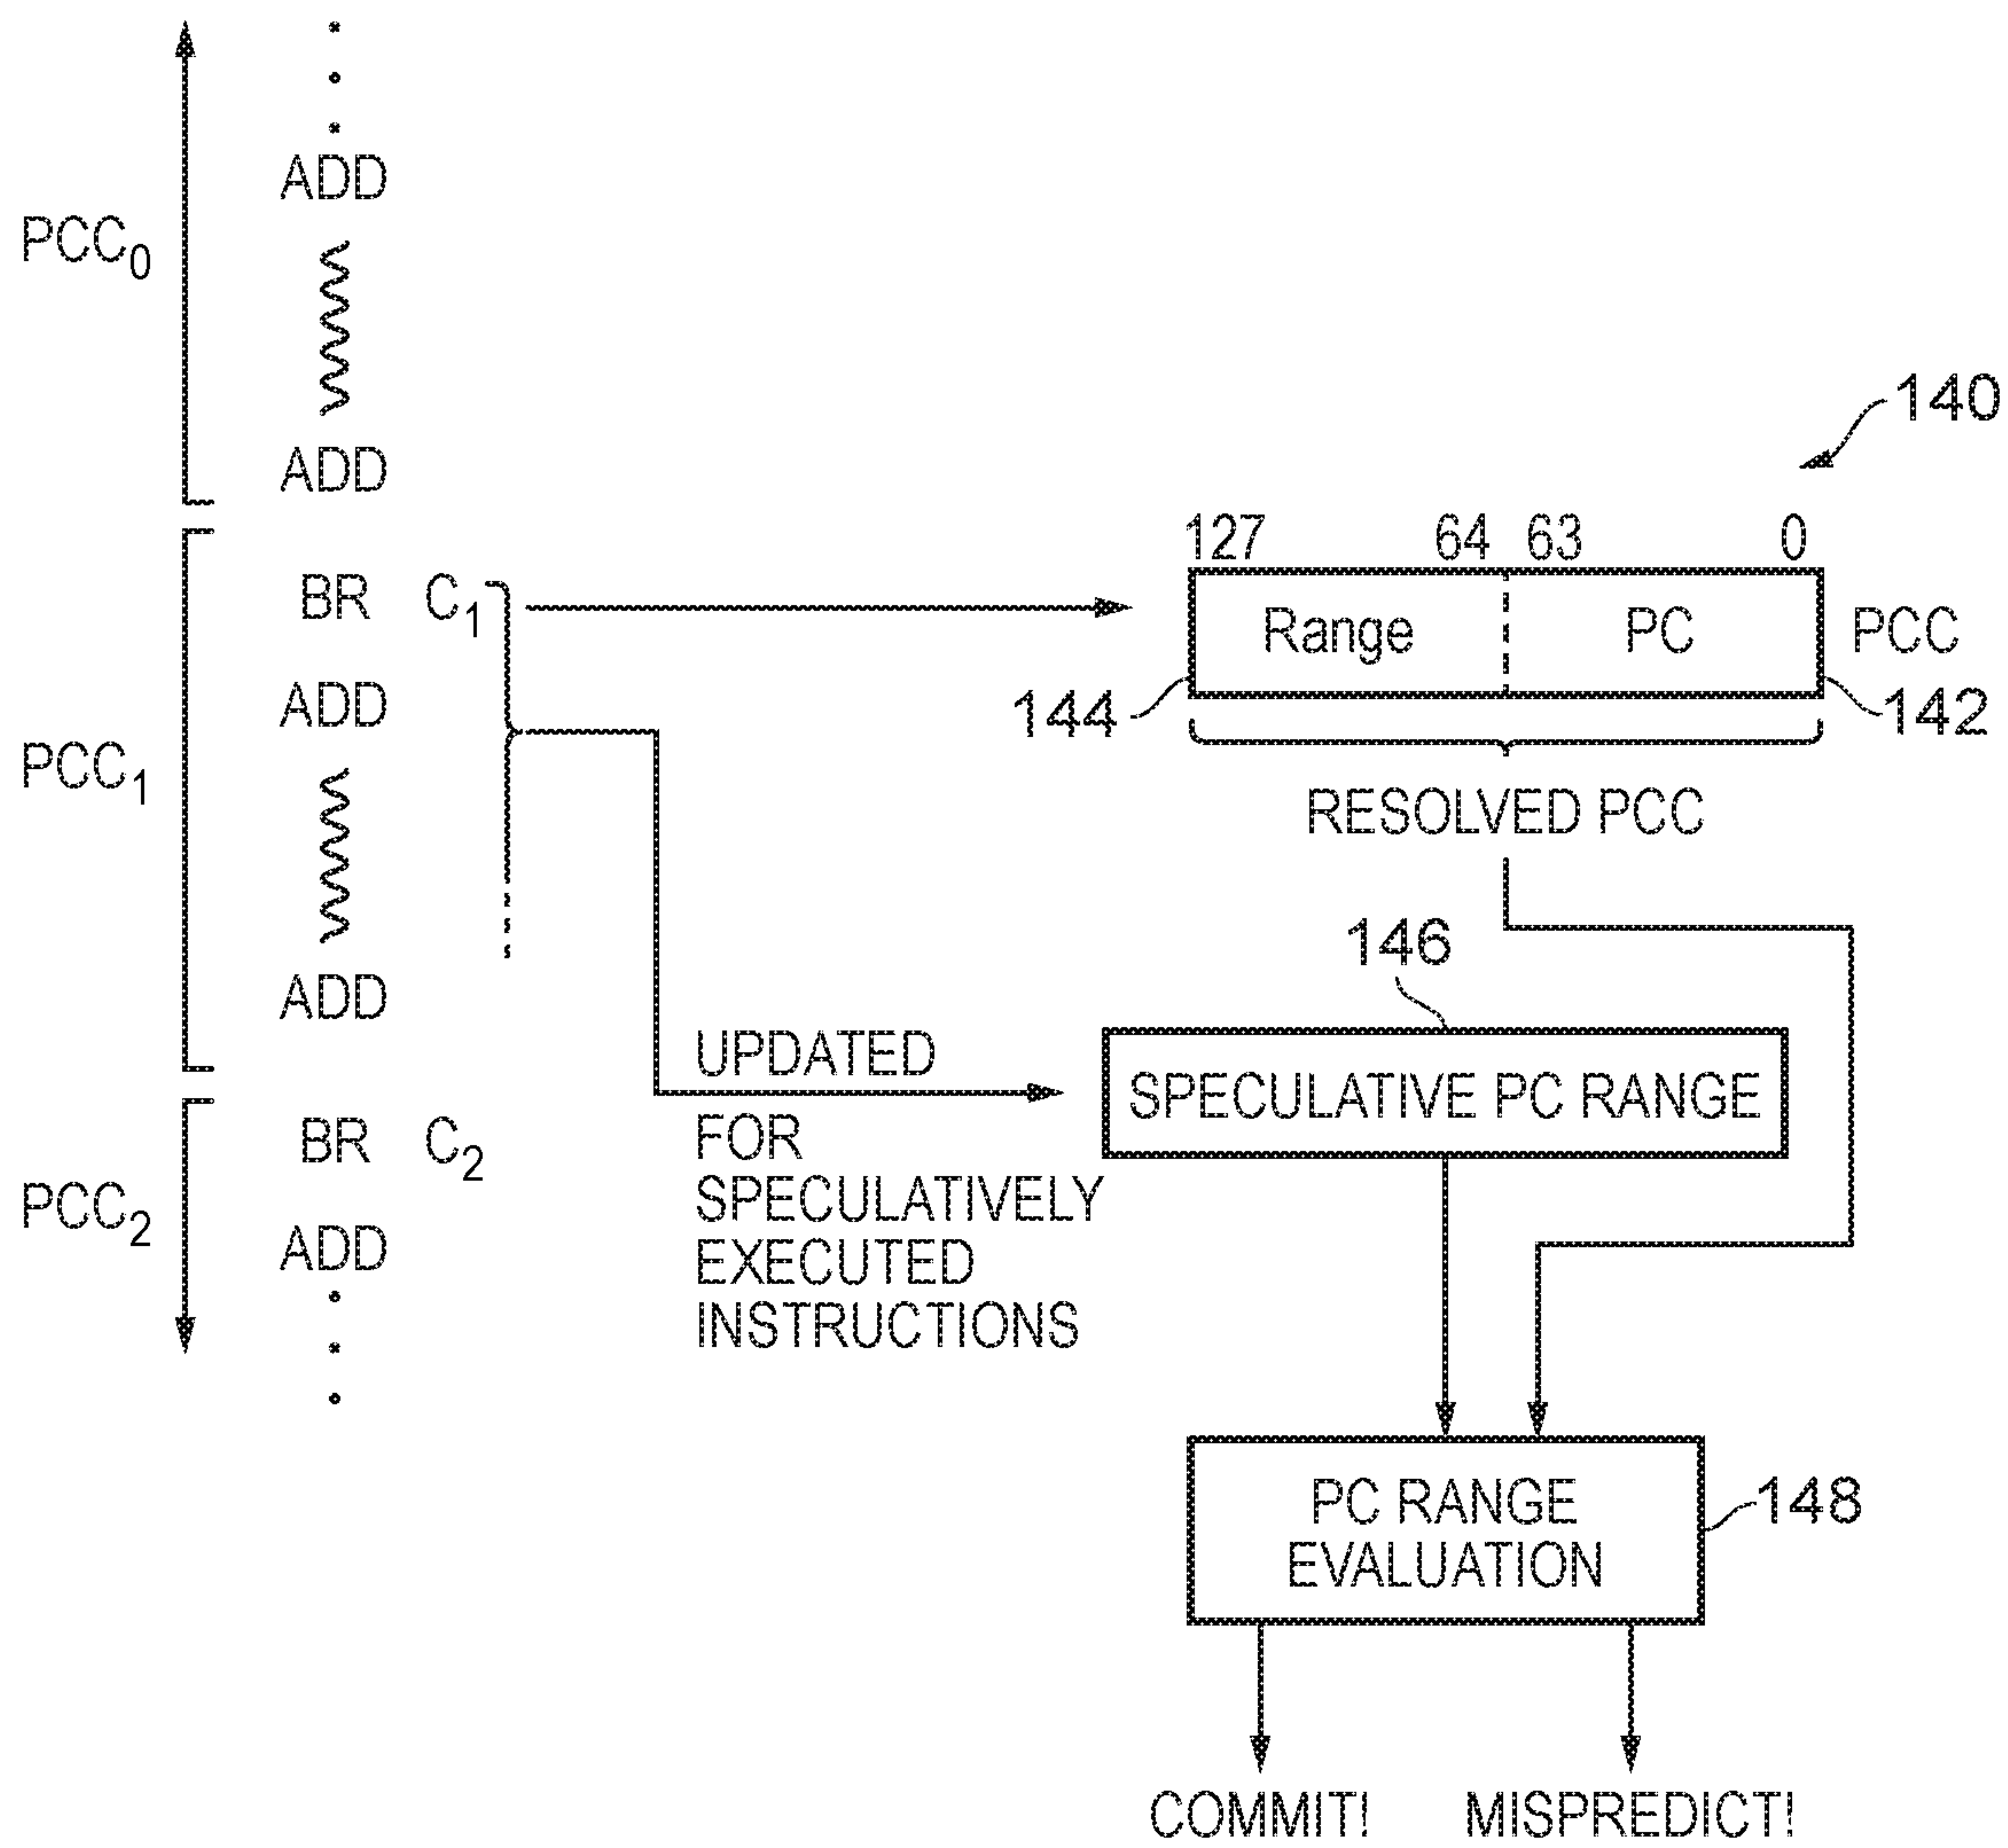 ADD
PCC0
ADD
140
127 64 63 0
BR C1
Range PC PCC
ADD
144 142
PCC1
RESOLVED PCC
146
ADD
UPDATED
SPECULATIVE PC RANGE
BR C2
FOR
PCC2
SPECULATIVELY
ADD
EXECUTED
INSTRUCTIONS
PC RANGE
EVALUATION
148
COMMIT! MISPREDICT!